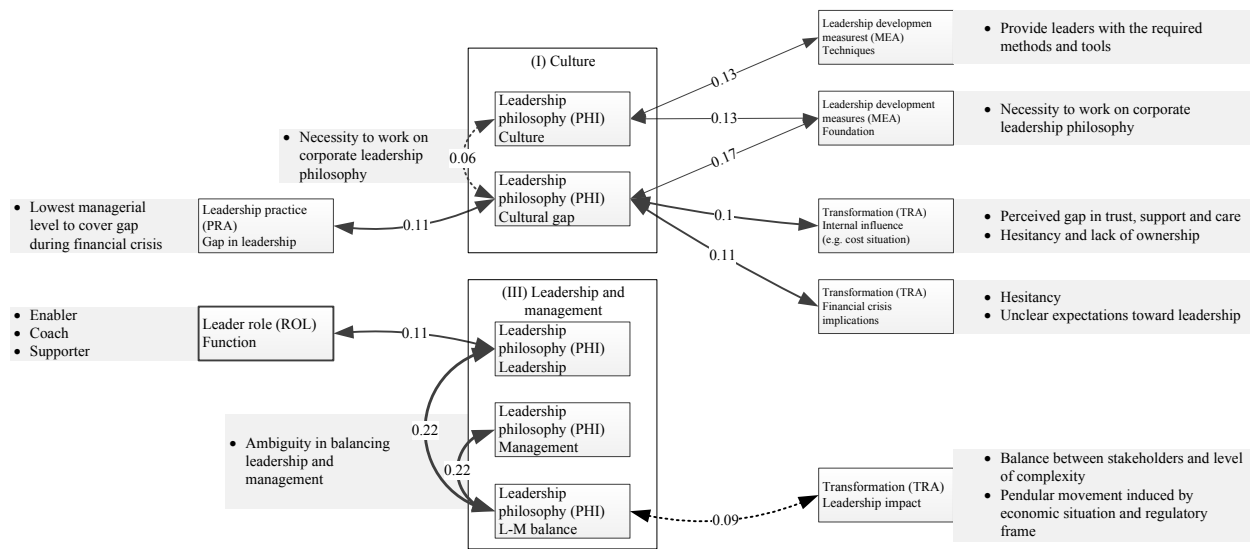 (I) Culture
Leadership
philosophy (PHI)
Culture
Leadership
philosophy (PHI)
Cultural gap
• Necessity to work on
corporate leadership
philosophy
0.06
• Lowest managerial
level to cover gap
during financial crisis
Leadership practice
(PRA)
Gap in leadership
0.11
0.13
0.13
0.17
0.1
0.11
Leadership developmen
measurest (MEA)
Techniques
• Provide leaders with the required
methods and tools
Leadership development
measures (MEA)
Foundation
• Necessity to work on corporate
leadership philosophy
Transformation (TRA)
Internal influence
(e.g. cost situation)
• Perceived gap in trust, support and care
• Hesitancy and lack of ownership
Transformation (TRA)
Financial crisis
implications
• Hesitancy
• Unclear expectations toward leadership
(III) Leadership and
management
Leadership
philosophy (PHI)
Leadership
Leadership
philosophy (PHI)
Management
Leadership
philosophy (PHI)
L-M balance
• Enabler
• Coach
• Supporter
Leader role (ROL)
Function
0.11
• Ambiguity in balancing
leadership and
management
0.22
0.22
0.09
Transformation (TRA)
Leadership impact
• Balance between stakeholders and level
of complexity
• Pendular movement induced by
economic situation and regulatory
frame